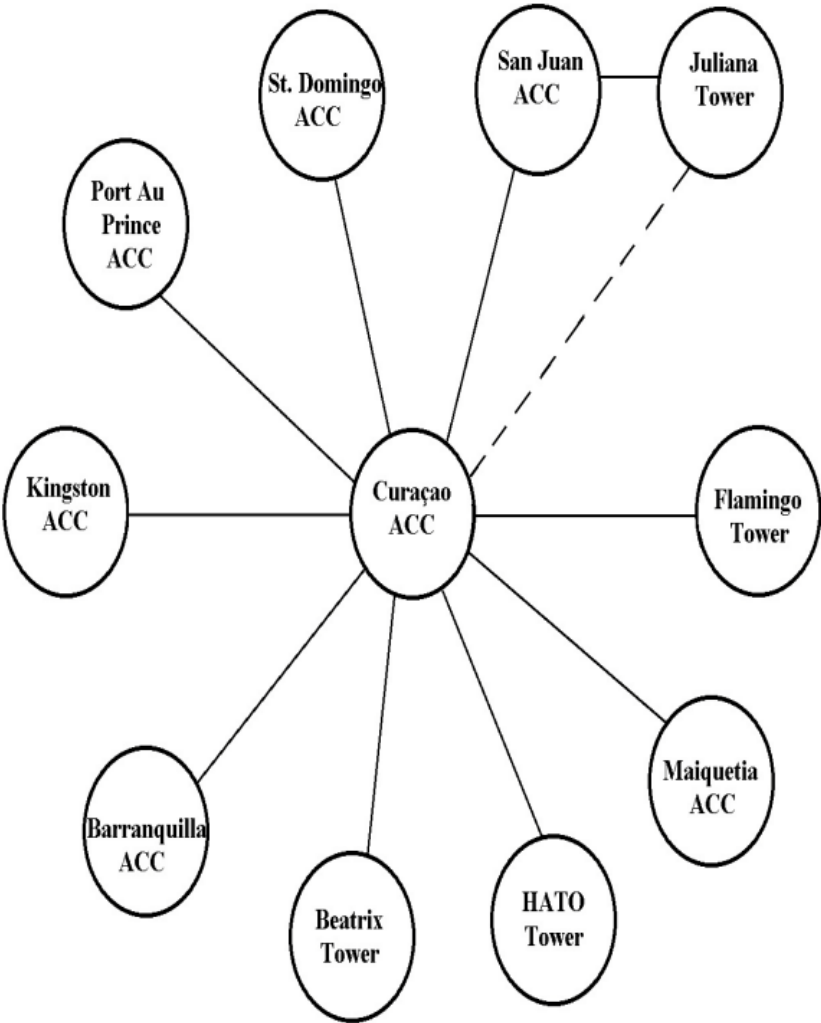 St. Domingo
ACC
San Juan
ACC
Juliana
Tower
Port Au
Prince
ACC
Kingston
ACC
Curaçao
ACC
Flamingo
Tower
Maiquetia
ACC
Barranquilla
ACC
Beatrix
Tower
HATO
Tower